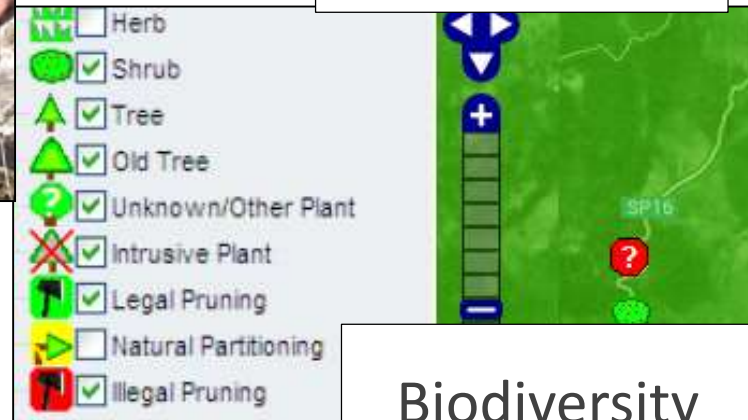 Herb
Shrub
Tree
Old Tree
Unknown/Other Plant
Intrusive Plant
Legal Pruning
Natural Partitioning
Illegal Pruning
SP16
?
Biodiversity